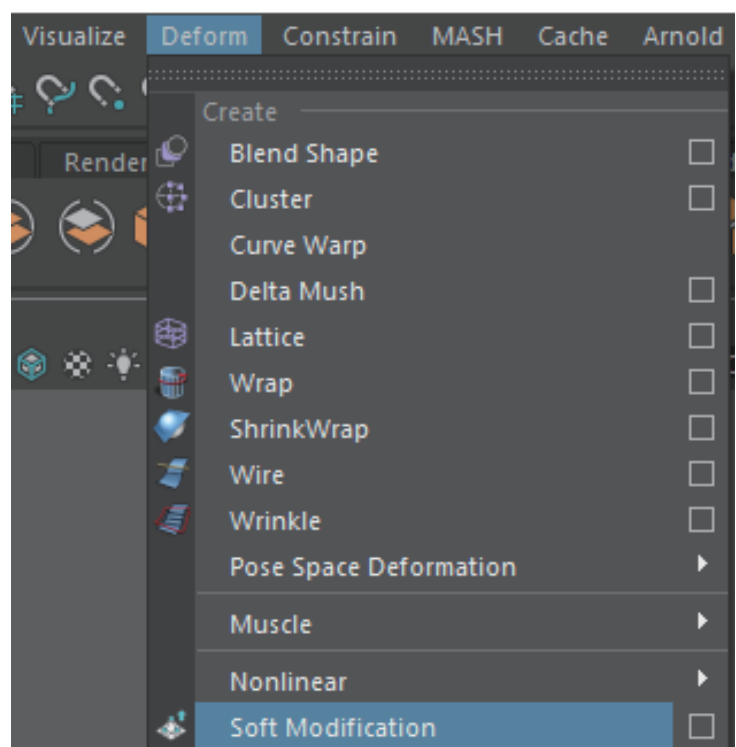 Visualize Deform Constrain MASH Cache Arnold
Create
Render
Blend Shape
Cluster
Curve Warp
Delta Mush
Lattice
Wrap
ShrinkWrap
Wire
Wrinkle
Pose Space Deformation
Muscle
Nonlinear
Soft Modification